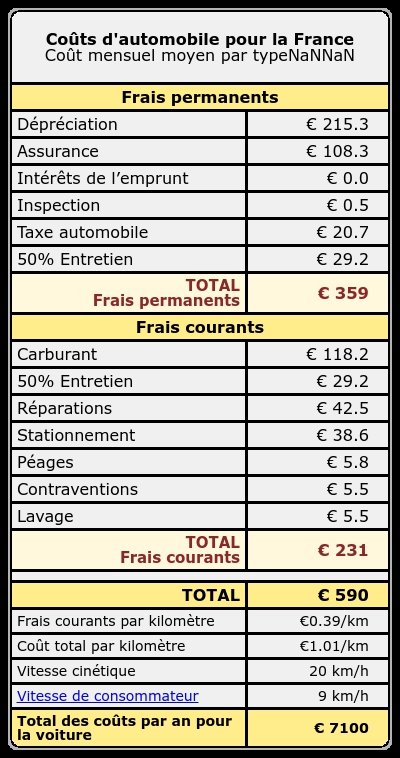 Coûts d'automobile pour la France
Coût mensuel moyen par typeNaNNaN
Frais permanents
Dépréciation € 215.3
Assurance € 108.3
Intérêts de l’emprunt € 0.0
Inspection € 0.5
Taxe automobile € 20.7
50% Entretien € 29.2
TOTAL
Frais permanents € 359
Frais courants
Carburant € 118.2
50% Entretien € 29.2
Réparations € 42.5
Stationnement € 38.6
Péages € 5.8
Contraventions € 5.5
Lavage € 5.5
TOTAL
Frais courants € 231
TOTAL € 590
Frais courants par kilomètre €0.39/km
Coût total par kilomètre €1.01/km
Vitesse cinétique 20 km/h
Vitesse de consommateur 9 km/h
Total des coûts par an pour
la voiture € 7100